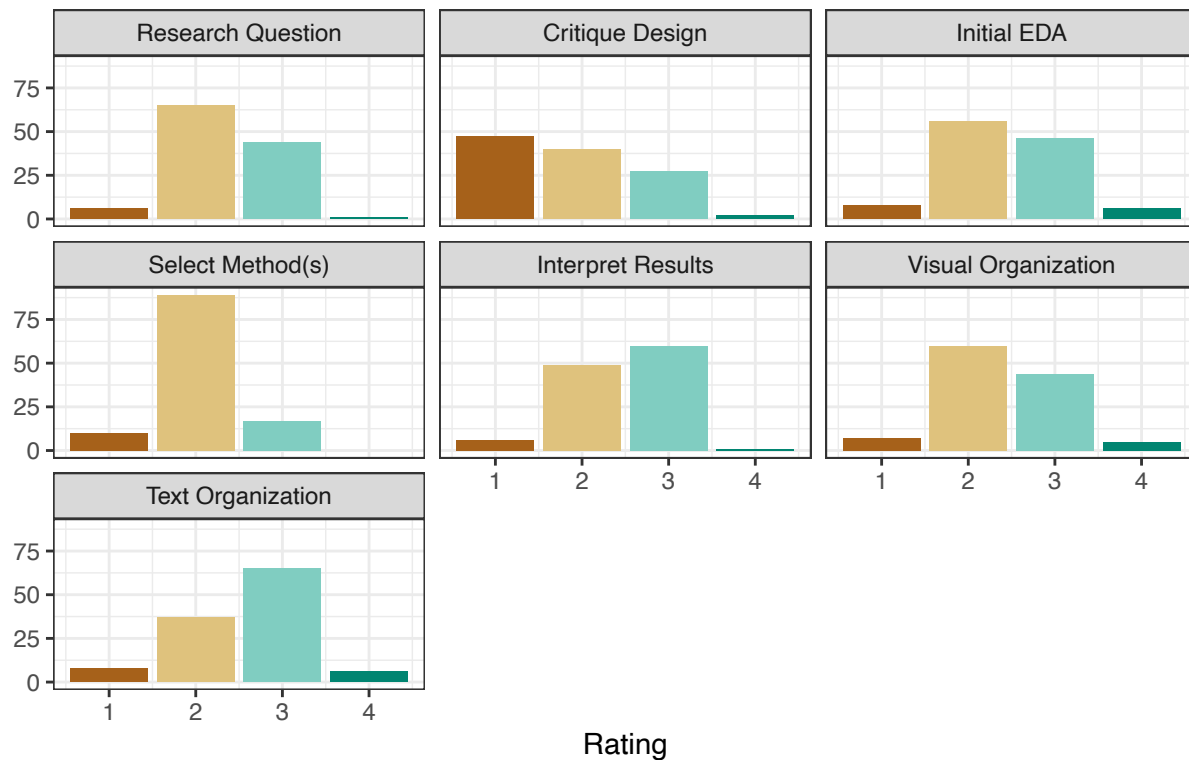 Research Question
Critique Design
Initial EDA
75
50
25
0
Select Method(s)
Interpret Results
Visual Organization
75
50
25
0
1 2 3 4
1 2 3 4
Text Organization
75
50
25
0
1 2 3 4
Rating